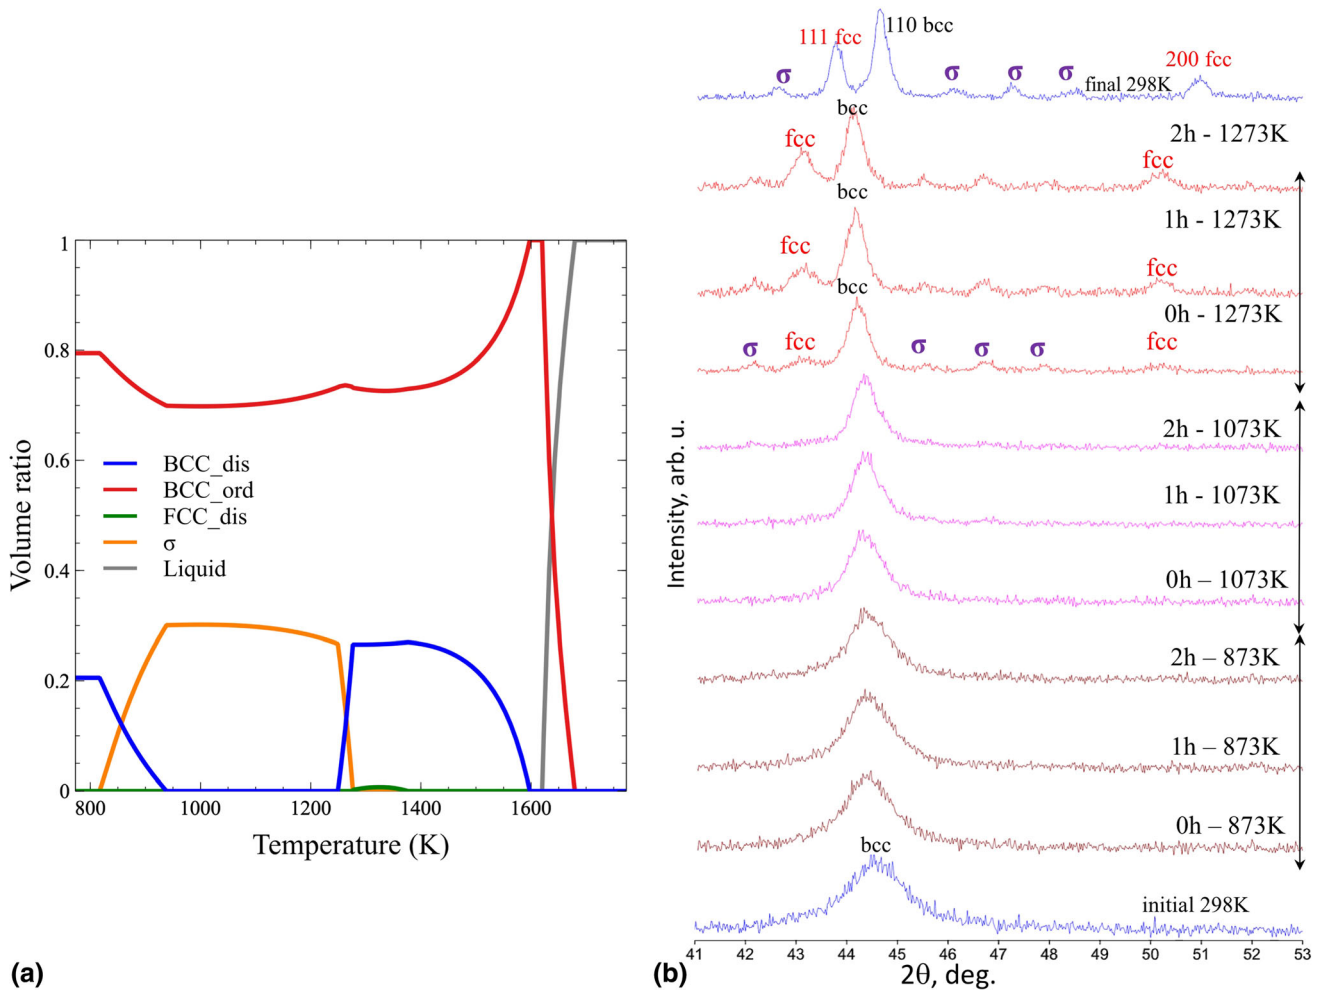 1
0.8
0.6
0.4
0.2
0
Volume ratio
BCC_dis
BCC_ord
FCC_dis
σ
Liquid
800 1000 1200 1400 1600
Temperature (K)
(a)
111 fcc 110 bcc
σ σ σ σ 200 fcc
final 298K
bcc
fcc fcc 2h - 1273K
bcc
fcc fcc 1h - 1273K
bcc
σ fcc σ σ σ fcc 0h - 1273K
2h - 1073K
1h - 1073K
0h – 1073K
2h – 873K
1h – 873K
0h – 873K
bcc
initial 298K
Intensity, arb. u.
41 42 43 44 45 46 47 48 49 50 51 52 53
2θ, deg.
(b)